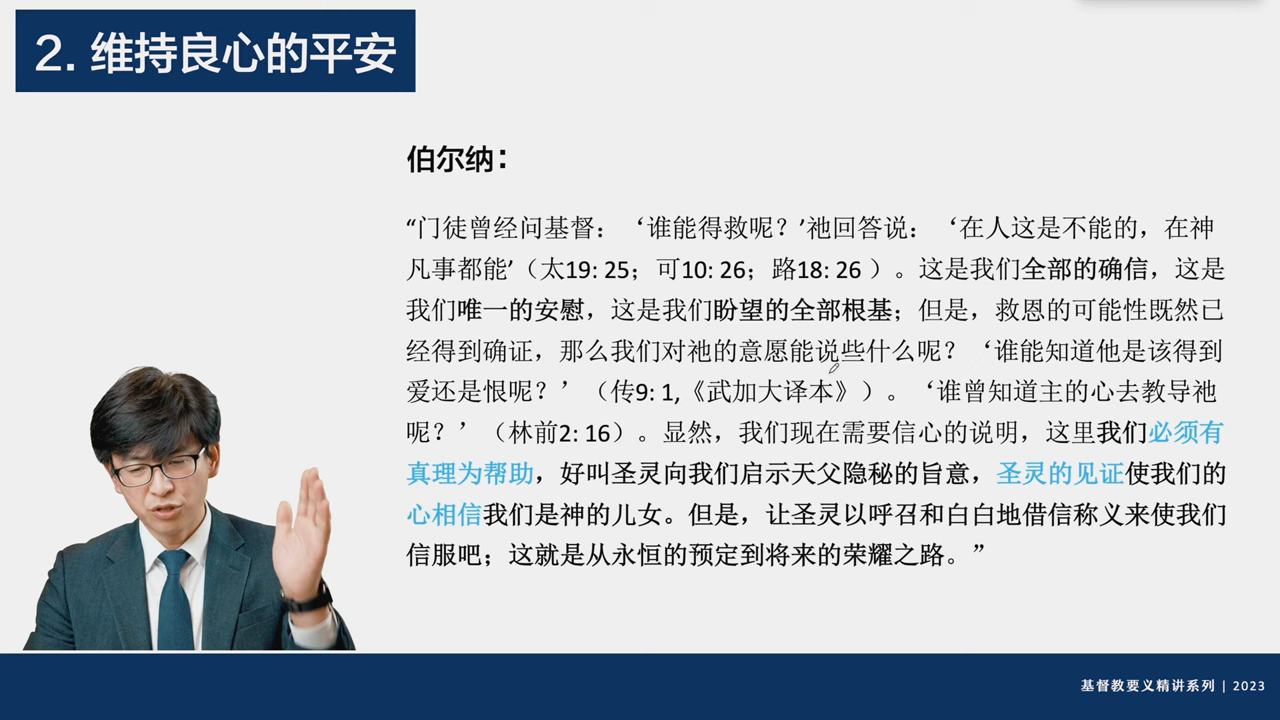 2. 维持良心的平安
伯尔纳：
“门徒曾经问基督：‘谁能得救呢？’祂回答说：‘在人这是不能的，在神
凡事都能’（太19: 25；可10: 26；路18: 26 ）。这是我们全部的确信，这是
我们唯一的安慰，这是我们盼望的全部根基；但是，救恩的可能性既然已
经得到确证，那么我们对祂的意愿能说些什么呢？‘谁能知道他是该得到
爱还是恨呢？’（传9: 1,《武加大译本》）。‘谁曾知道主的心去教导祂
呢？’（林前2: 16）。显然，我们现在需要信心的说明，这里我们必须有
真理为帮助，好叫圣灵向我们启示天父隐秘的旨意，圣灵的见证使我们的
心相信我们是神的儿女。但是，让圣灵以呼召和白白地借信称义来使我们
信服吧；这就是从永恒的预定到将来的荣耀之路。”
基督教要义精讲系列 | 2023